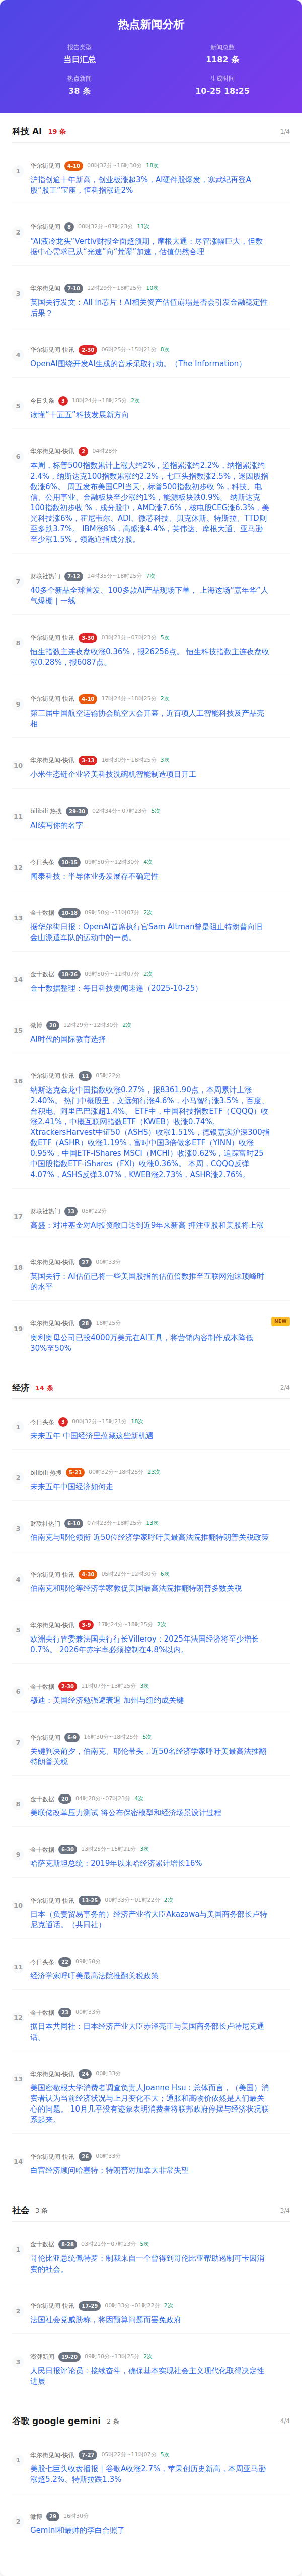 热点新闻分析
报告类型
当日汇总
新闻总数
1182 条
热点新闻
38 条
生成时间
10-25 18:25
科技 AI 19 条 1/4
1 华尔街见闻 4-10 00时32分~16时30分 18次
沪指创逾十年新高，创业板涨超3%，AI硬件股爆发，寒武纪再登A
股“股王”宝座，恒科指涨近2%
2 华尔街见闻 8 00时32分~07时23分 11次
“AI液冷龙头”Vertiv财报全面超预期，摩根大通：尽管涨幅巨大，但数
据中心需求已从“光速”向“荒谬”加速，估值仍然合理
3 华尔街见闻 7-10 12时29分~18时25分 10次
英国央行发文：All in芯片！AI相关资产估值崩塌是否会引发金融稳定性
后果？
4 华尔街见闻-快讯 2-30 06时25分~15时21分 8次
OpenAI围绕开发AI生成的音乐采取行动。（The Information）
5 今日头条 3 18时24分~18时25分 2次
读懂“十五五”科技发展新方向
6 华尔街见闻-快讯 2 04时28分
本周，标普500指数累计上涨大约2%，道指累涨约2.2%，纳指累涨约
2.4%，纳斯达克100指数累涨约2.2%，七巨头指数涨2.5%，迷因股指
数涨6%。 周五发布美国CPI当天，标普500指数初步收 %，科技、电
信、公用事业、金融板块至少涨约1%，能源板块跌0.9%。 纳斯达克
100指数初步收 %，成分股中，AMD涨7.6%，核电股CEG涨6.3%，美
光科技涨6%，霍尼韦尔、ADI、微芯科技、贝克休斯、特斯拉、TTD则
至多跌3.7%。 IBM涨8%，高盛涨4.4%，英伟达、摩根大通、亚马逊
至少涨1.5%，领跑道指成分股。
7 财联社热门 7-12 14时35分~18时25分 7次
40多个新品全球首发、100多款AI产品现场下单， 上海这场“嘉年华”人
气爆棚｜一线
8 华尔街见闻-快讯 3-30 03时21分~07时23分 5次
恒生指数主连夜盘收涨0.36%，报26256点。 恒生科技指数主连夜盘收
涨0.28%，报6087点。
9 华尔街见闻-快讯 4-10 17时24分~18时25分 2次
第三届中国航空运输协会航空大会开幕，近百项人工智能科技及产品亮
相
10 华尔街见闻-快讯 3-13 16时30分~18时25分 3次
小米生态链企业轻美科技洗碗机智能制造项目开工
11 bilibili 热搜 29-30 02时34分~07时23分 5次
AI续写你的名字
12 今日头条 10-15 09时50分~12时30分 4次
闻泰科技：半导体业务发展存不确定性
13 金十数据 10-18 09时50分~11时07分 2次
据华尔街日报：OpenAI首席执行官Sam Altman曾是阻止特朗普向旧
金山派遣军队的运动中的一员。
14 金十数据 18-26 09时50分~11时07分 2次
金十数据整理：每日科技要闻速递（2025-10-25）
15 微博 20 12时29分~12时30分 2次
AI时代的国际教育选择
16 华尔街见闻-快讯 11 05时22分
纳斯达克金龙中国指数收涨0.27%，报8361.90点，本周累计上涨
2.40%。 热门中概股里，文远知行涨4.6%，小马智行涨3.5%，百度、
台积电、阿里巴巴涨超1.4%。 ETF中，中国科技指数ETF（CQQQ）收
涨2.41%，中概互联网指数ETF（KWEB）收涨0.74%。
XtrackersHarvest中证50（ASHS）收涨1.51%，德银嘉实沪深300指
数ETF（ASHR）收涨1.19%，富时中国3倍做多ETF（YINN）收涨
0.95%，中国ETF-iShares MSCI（MCHI）收涨0.62%，追踪富时25
中国股指数ETF-iShares（FXI）收涨0.36%。 本周，CQQQ反弹
4.07%，ASHS反弹3.07%，KWEB涨2.73%，ASHR涨2.76%。
17 财联社热门 13 05时22分
高盛：对冲基金对AI投资敞口达到近9年来新高 押注亚股和美股将上涨
18 华尔街见闻-快讯 27 00时33分
英国央行：AI估值已将一些美国股指的估值倍数推至互联网泡沫顶峰时
的水平
19 华尔街见闻-快讯 28 18时25分 NEW
奥利奥母公司已投4000万美元在AI工具，将营销内容制作成本降低
30%至50%
经济 14 条 2/4
1 今日头条 3 00时32分~15时21分 18次
未来五年 中国经济里蕴藏这些新机遇
2 bilibili 热搜 5-21 00时32分~18时25分 23次
未来五年中国经济如何走
3 财联社热门 6-10 07时23分~18时25分 13次
伯南克与耶伦领衔 近50位经济学家呼吁美最高法院推翻特朗普关税政策
4 华尔街见闻-快讯 4-30 05时22分~12时30分 6次
伯南克和耶伦等经济学家敦促美国最高法院推翻特朗普多数关税
5 华尔街见闻-快讯 3-9 17时24分~18时25分 2次
欧洲央行管委兼法国央行行长Villeroy：2025年法国经济将至少增长
0.7%。 2026年赤字率必须控制在4.8%以内。
6 金十数据 2-30 11时07分~13时25分 3次
穆迪：美国经济勉强避衰退 加州与纽约成关键
7 华尔街见闻 6-9 16时30分~18时25分 5次
关键判决前夕，伯南克、耶伦带头，近50名经济学家呼吁美最高法推翻
特朗普关税
8 金十数据 20 04时28分~07时23分 4次
美联储改革压力测试 将公布保密模型和经济场景设计过程
9 金十数据 6-30 13时25分~15时21分 3次
哈萨克斯坦总统：2019年以来哈经济累计增长16%
10 华尔街见闻-快讯 13-25 00时33分~01时22分 2次
日本（负责贸易事务的）经济产业省大臣Akazawa与美国商务部长卢特
尼克通话。（共同社）
11 今日头条 22 09时50分
经济学家呼吁美最高法院推翻关税政策
12 金十数据 23 00时33分
据日本共同社：日本经济产业大臣赤泽亮正与美国商务部长卢特尼克通
话。
13 华尔街见闻-快讯 24 00时33分
美国密歇根大学消费者调查负责人Joanne Hsu：总体而言，（美国）消
费者认为当前经济状况与上月变化不大；通胀和高物价依然是人们最关
心的问题。 10月几乎没有迹象表明消费者将联邦政府停摆与经济状况联
系起来。
14 华尔街见闻-快讯 26 00时33分
白宫经济顾问哈塞特：特朗普对加拿大非常失望
社会 3 条 3/4
1 金十数据 8-28 03时21分~07时23分 5次
哥伦比亚总统佩特罗：制裁来自一个曾得到哥伦比亚帮助遏制可卡因消
费的社会。
2 华尔街见闻-快讯 17-29 00时33分~01时22分 2次
法国社会党威胁称，将因预算问题而罢免政府
3 澎湃新闻 19-20 09时50分~13时25分 2次
人民日报评论员：接续奋斗，确保基本实现社会主义现代化取得决定性
进展
谷歌 google gemini 2 条 4/4
1 华尔街见闻-快讯 7-27 05时22分~11时07分 5次
美股七巨头收盘播报｜谷歌A收涨2.7%，苹果创历史新高，本周亚马逊
涨超5.2%、特斯拉跌1.3%
2 微博 29 16时30分
Gemini和最帅的李白合照了